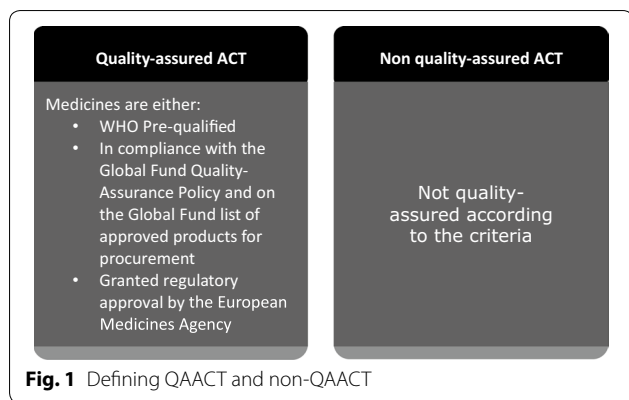 Quality-assured ACT
Medicines are either:
• WHO Pre-qualified
• In compliance with the
Global Fund Quality-
Assurance Policy and on
the Global Fund list of
approved products for
procurement
• Granted regulatory
approval by the European
Medicines Agency
Non quality-assured ACT
Not quality-
assured according
to the criteria
Fig. 1 Defining QAACT and non-QAACT